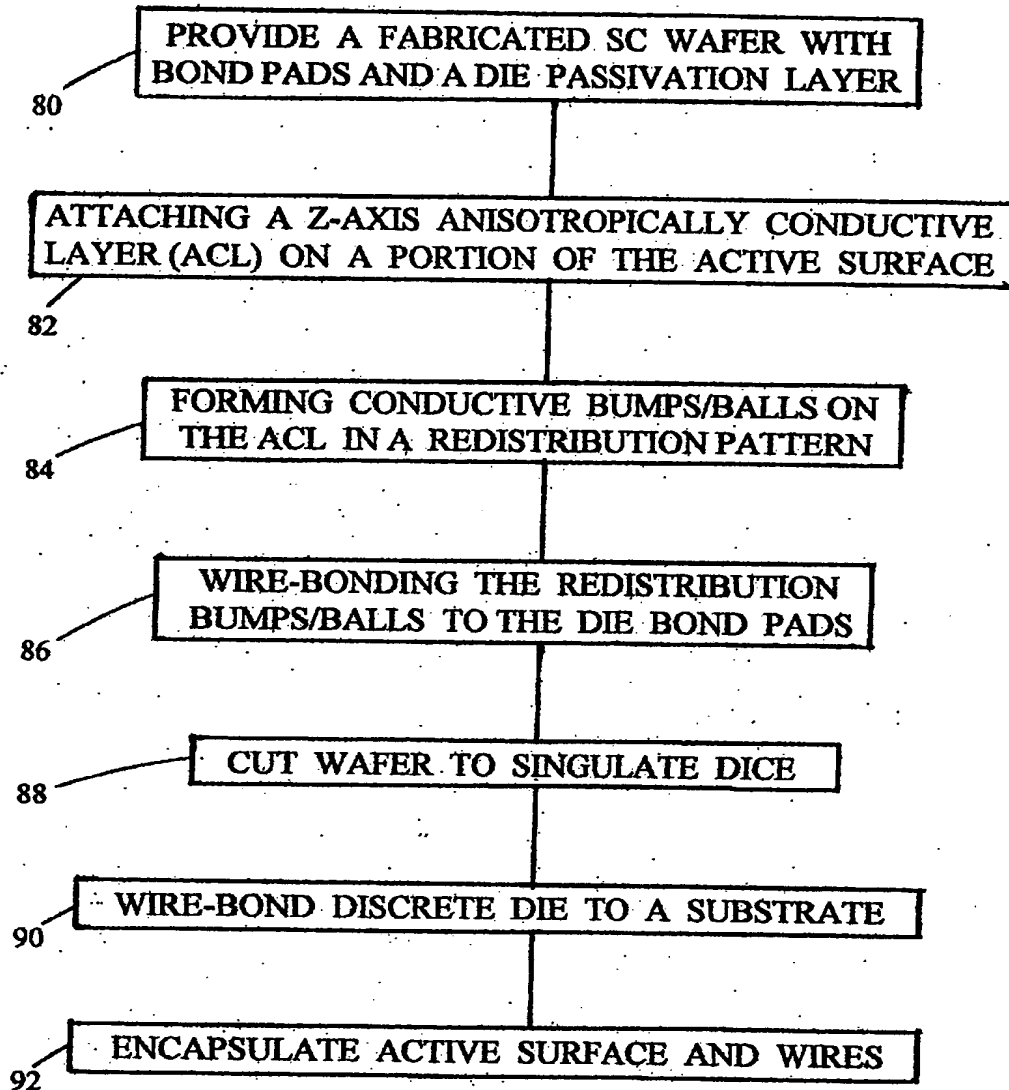 PROVIDE A FABRICATED SC WAFER WITH
BOND PADS AND A DIE PASSIVATION LAYER
80
ATTACHING A Z-AXIS ANISOTROPICALLY CONDUCTIVE
LAYER (ACL) ON A PORTION OF THE ACTIVE SURFACE
82
FORMING CONDUCTIVE BUMPS/BALLS ON
THE ACL IN A REDISTRIBUTION PATTERN
84
WIRE-BONDING THE REDISTRIBUTION
BUMPS/BALLS TO THE DIE BOND PADS
86
CUT WAFER TO SINGULATE DICE
88
WIRE-BOND DISCRETE DIE TO A SUBSTRATE
90
ENCAPSULATE ACTIVE SURFACE AND WIRES
92